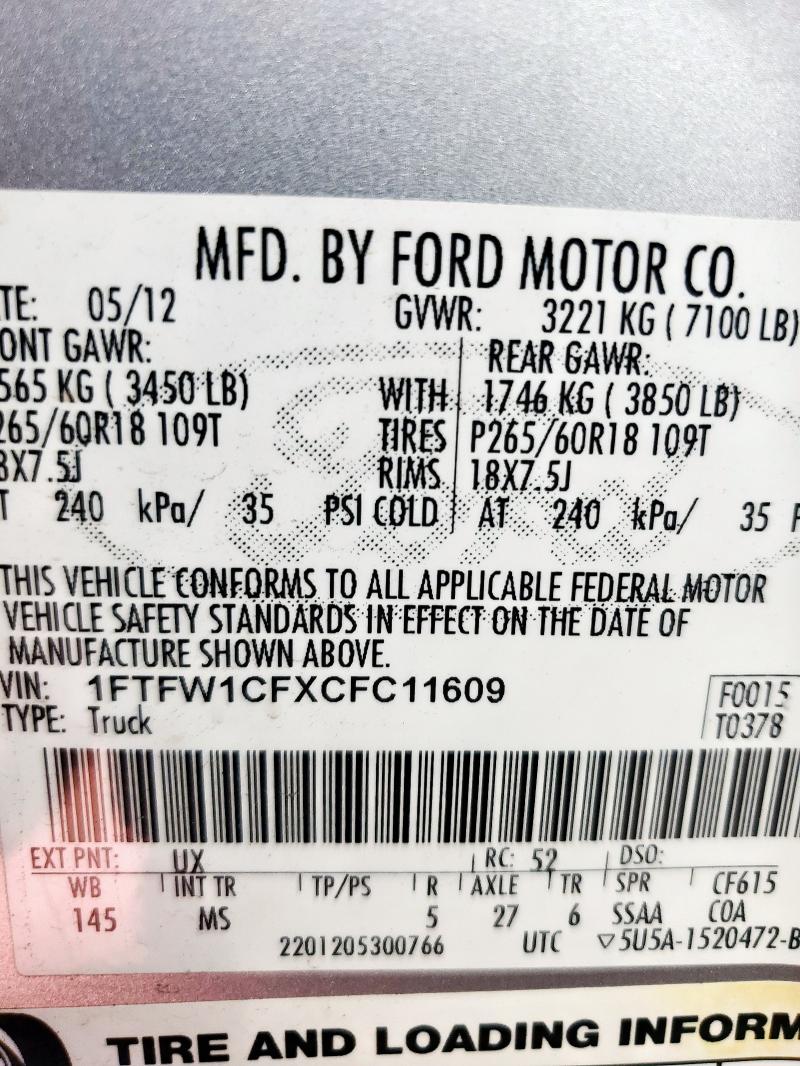 MFD. BY FORD MOTOR CO.
TE: 05/12 GVWR: 3221 KG ( 7100 LB)
ONT GAWR: REAR GAWR:
565 KG ( 3450 LB) WITH 1746 KG ( 3850 LB)
265/60R18 109T TIRES P265/60R18 109T
8X7.5J RIMS 18X7.5J
T 240 kPa/ 35 PSI COLD AT 240 kPa/ 35 P
THIS VEHICLE CONFORMS TO ALL APPLICABLE FEDERAL MOTOR
VEHICLE SAFETY STANDARDS IN EFFECT ON THE DATE OF
MANUFACTURE SHOWN ABOVE.
VIN: 1FTFW1CFXCFC11609 F0015
TYPE: Truck T0378
EXT PNT: UX RC: 52 DSO:
WB INT TR TP/PS R AXLE TR SPR CF615
145 MS 5 27 6 SSAA COA
2201205300766 UTC ▽5U5A-1520472-B
TIRE AND LOADING INFORM